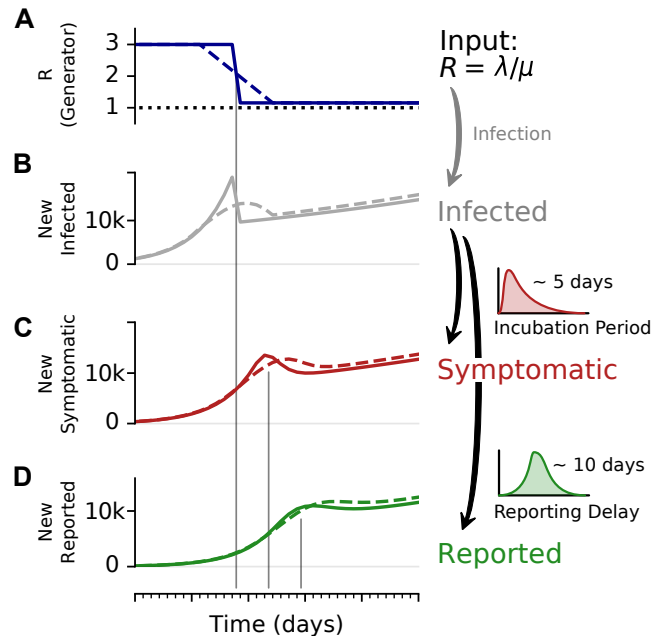 A
3
2
1
R
(Generator)
Input:
R = λ/μ
Infection
B
10k
0
New
Infected
Infected
~ 5 days
Incubation Period
C
10k
0
New
Symptomatic
Symptomatic
D
10k
0
New
Reported
~ 10 days
Reporting Delay
Reported
Time (days)